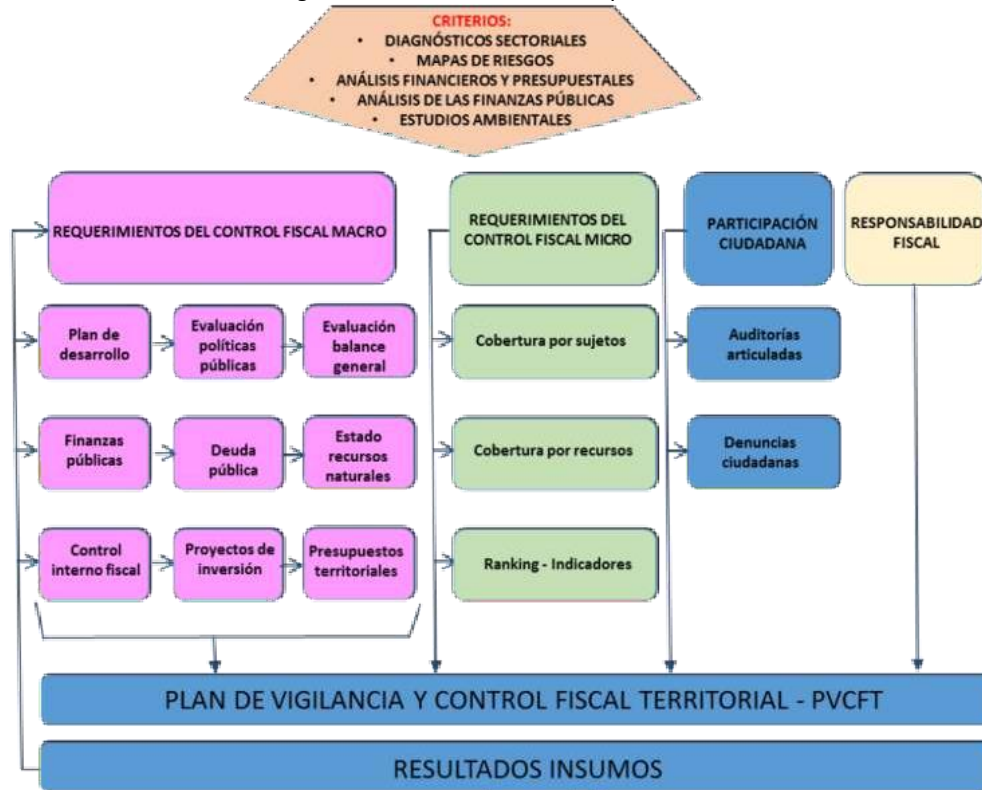 CRITERIOS:
• DIAGNÓSTICOS SECTORIALES
• MAPAS DE RIESGOS
• ANÁLISIS FINANCIEROS Y PRESUPUESTALES
• ANÁLISIS DE LAS FINANZAS PÚBLICAS
• ESTUDIOS AMBIENTALES
REQUERIMIENTOS DEL CONTROL FISCAL MACRO
REQUERIMIENTOS DEL
CONTROL FISCAL MICRO
PARTICIPACIÓN
CIUDADANA
RESPONSABILIDAD
FISCAL
Plan de
desarrollo
Evaluación
políticas
públicas
Evaluación
balance
general
Cobertura por sujetos
Auditorías
articuladas
Finanzas
públicas
Deuda
pública
Estado
recursos
naturales
Cobertura por recursos
Denuncias
ciudadanas
Control
interno fiscal
Proyectos de
inversión
Presupuestos
territoriales
Ranking - Indicadores
PLAN DE VIGILANCIA Y CONTROL FISCAL TERRITORIAL - PVCFT
RESULTADOS INSUMOS